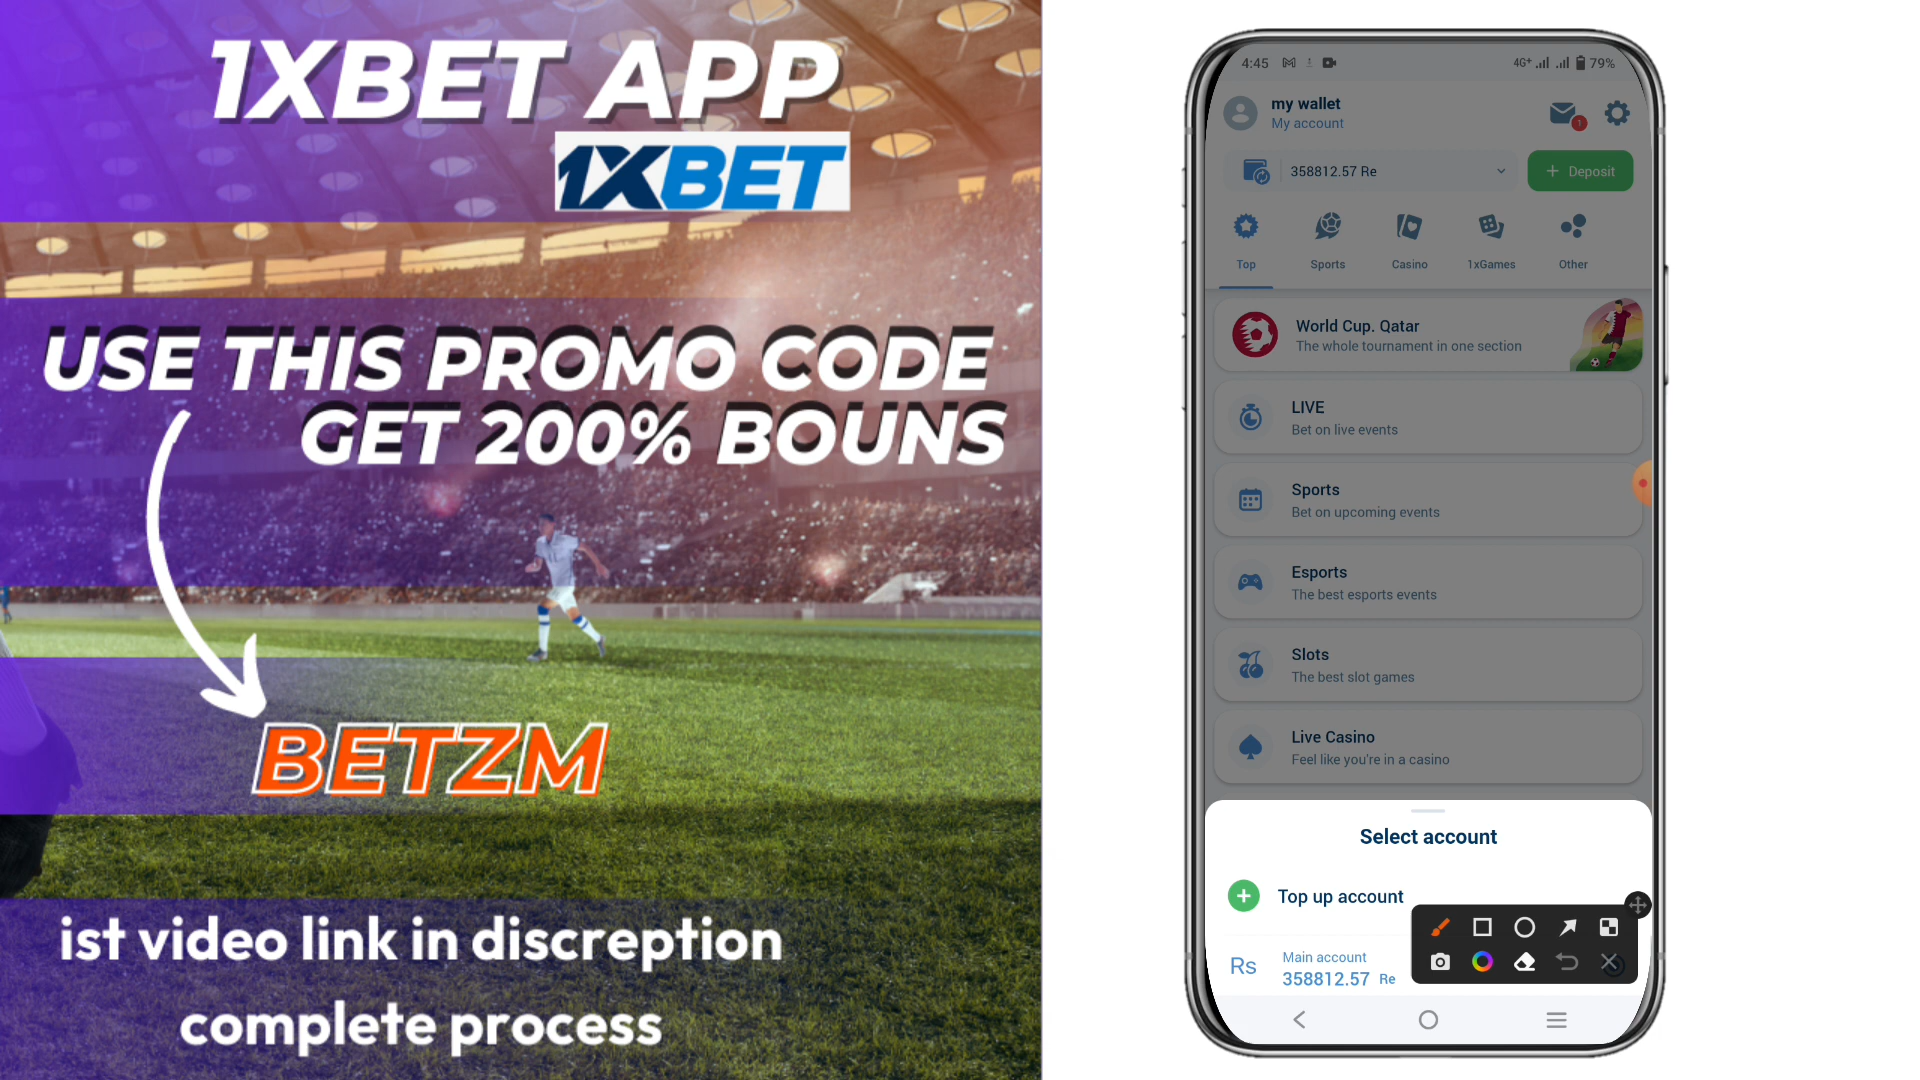 1XBET APP
1XBET
USE THIS PROMO CODE
GET 200% BOUNS
BETZM
ist video link in discreption
complete process
4:45
4G+ 79%
my wallet
My account
1
358812.57 Re
+ Deposit
Top Sports Casino 1xGames Other
World Cup. Qatar
The whole tournament in one section
LIVE
Bet on live events
Sports
Bet on upcoming events
Esports
The best esports events
Slots
The best slot games
Live Casino
Feel like you're in a casino
Select account
Top up account
Rs
Main account
358812.57 Re